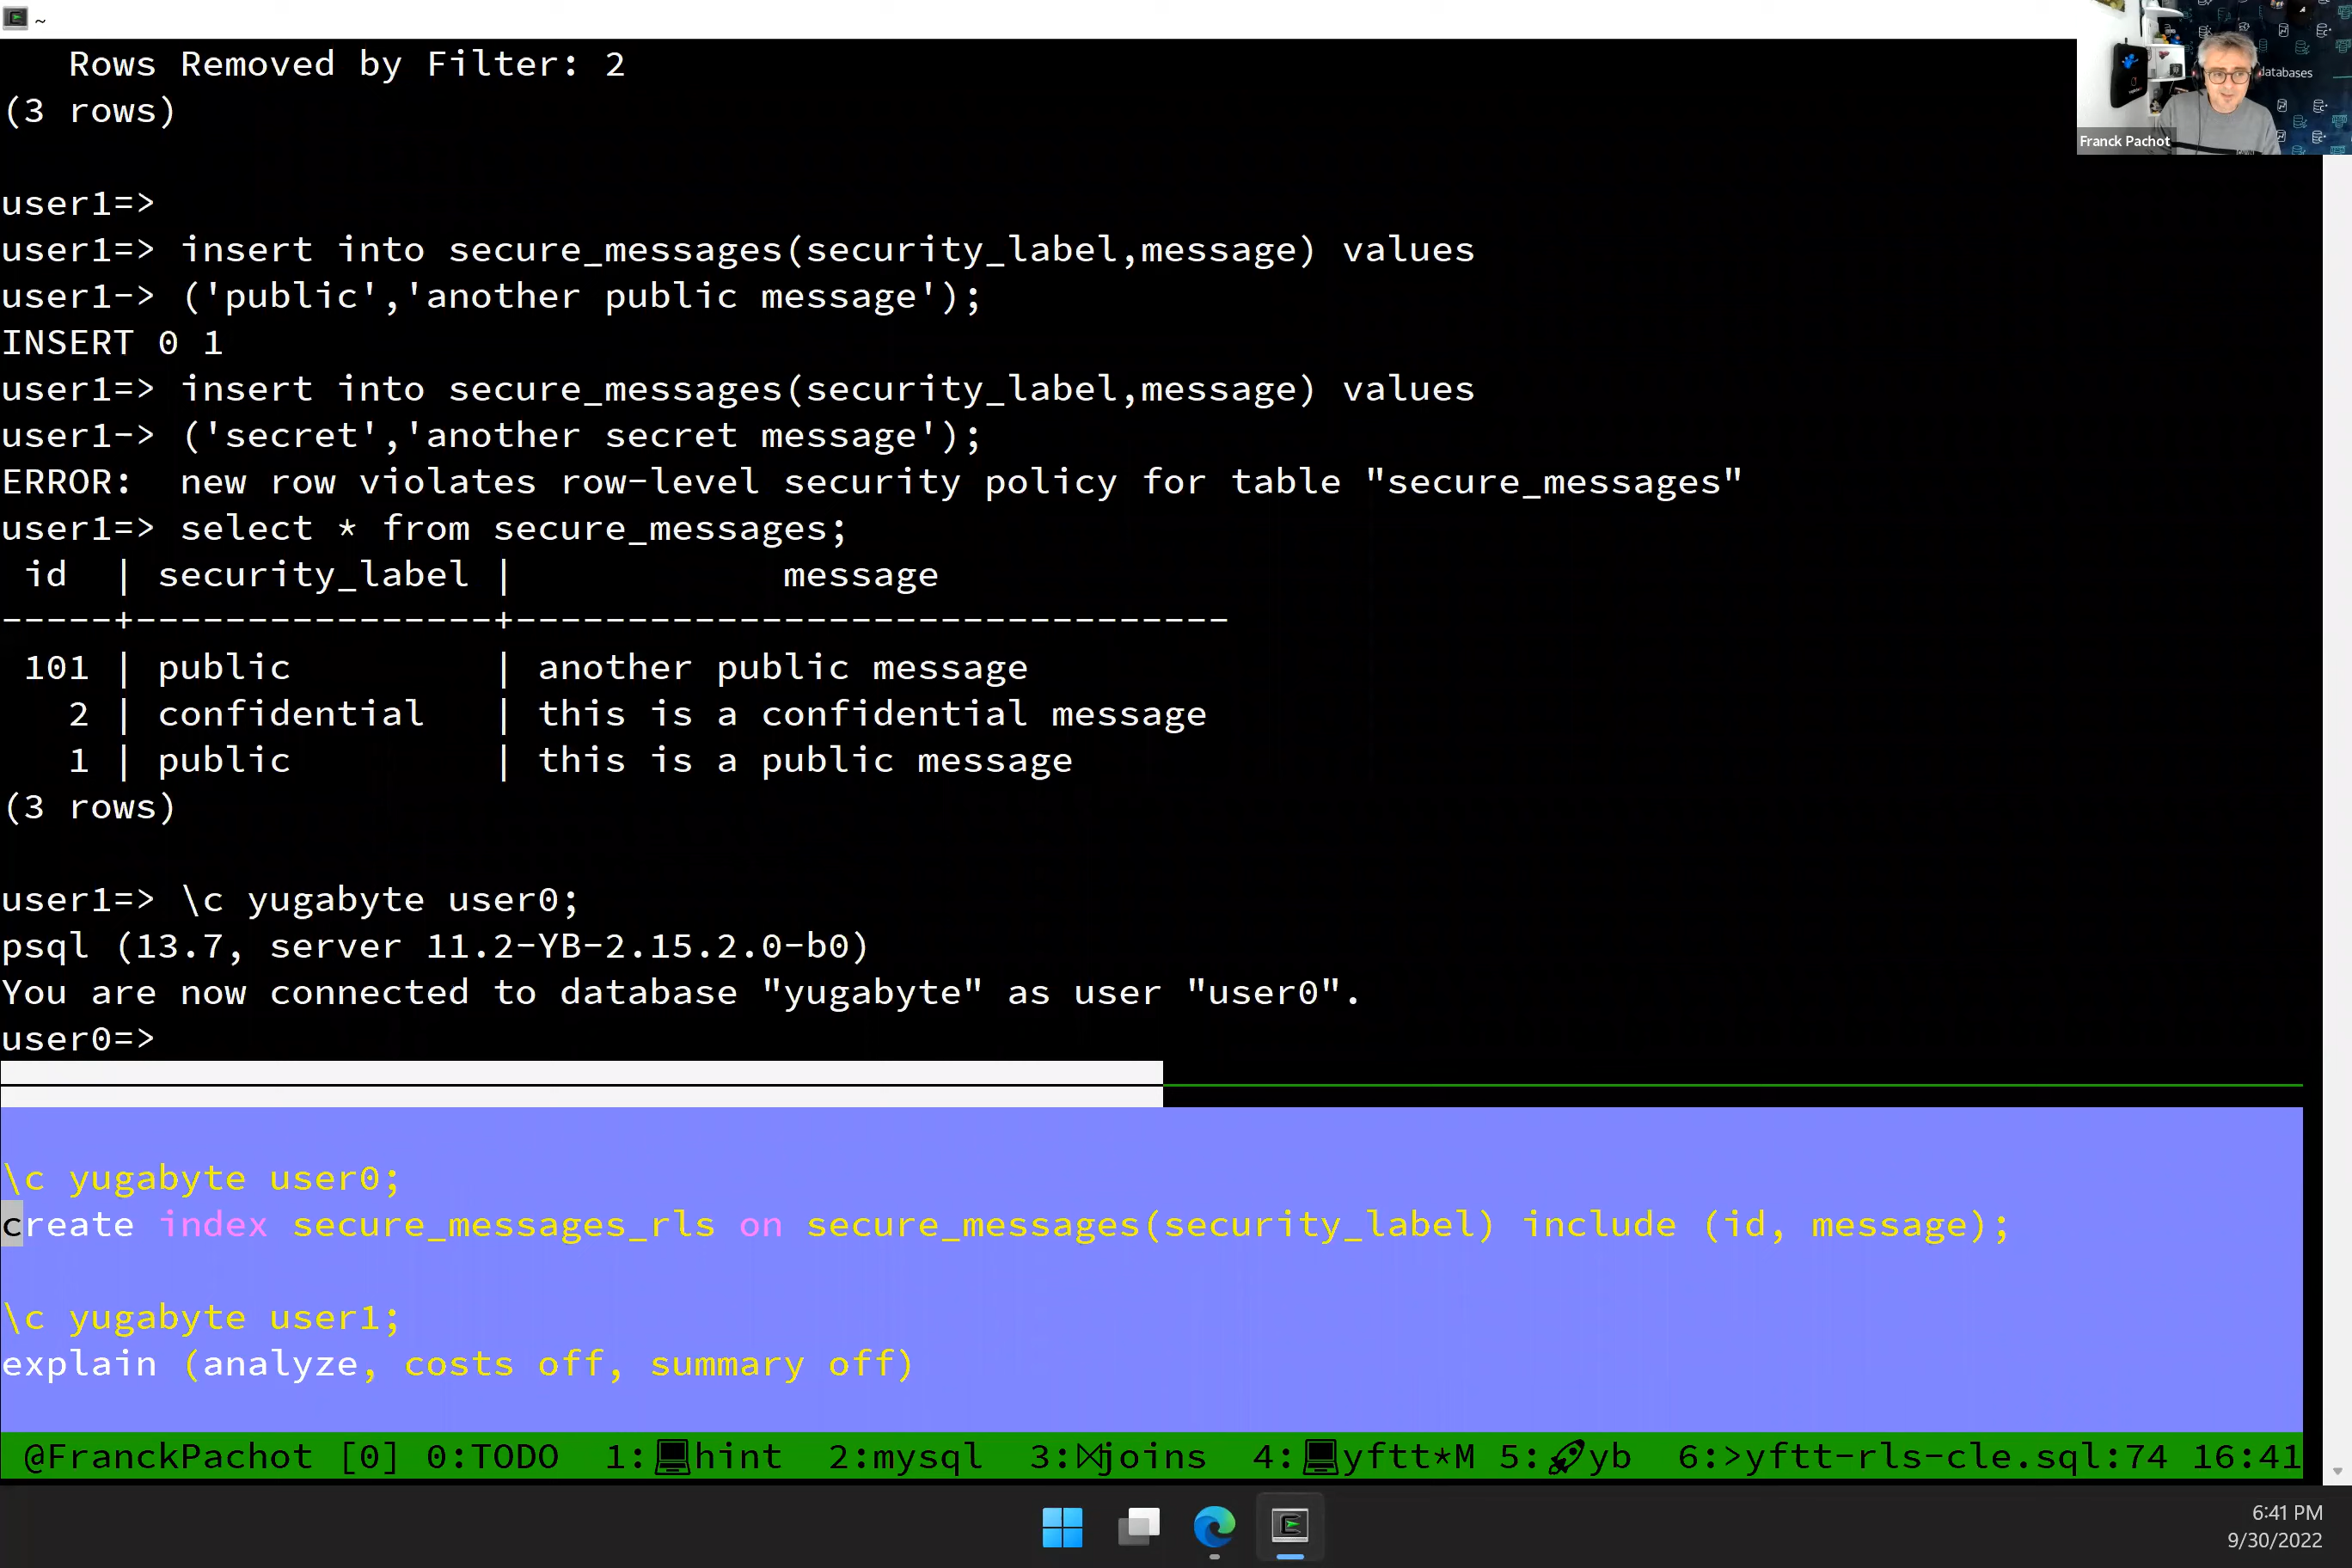 ~
   Rows Removed by Filter: 2
(3 rows)
databases
Franck Pachot
user1=>
user1=> insert into secure_messages(security_label,message) values
user1-> ('public','another public message');
INSERT 0 1
user1=> insert into secure_messages(security_label,message) values
user1-> ('secret','another secret message');
ERROR:  new row violates row-level security policy for table "secure_messages"
user1=> select * from secure_messages;
 id  | security_label |            message
-----+----------------+--------------------------------
 101 | public         | another public message
   2 | confidential   | this is a confidential message
   1 | public         | this is a public message
(3 rows)
user1=> \c yugabyte user0;
psql (13.7, server 11.2-YB-2.15.2.0-b0)
You are now connected to database "yugabyte" as user "user0".
user0=>
\c yugabyte user0;
create index secure_messages_rls on secure_messages(security_label) include (id, message);
\c yugabyte user1;
explain (analyze, costs off, summary off)
@FranckPachot [0] 0:TODO  1:💻hint  2:mysql  3:⋈joins  4:💻yftt*M 5:🚀yb  6:>yftt-rls-cle.sql:74 16:41
6:41 PM
9/30/2022